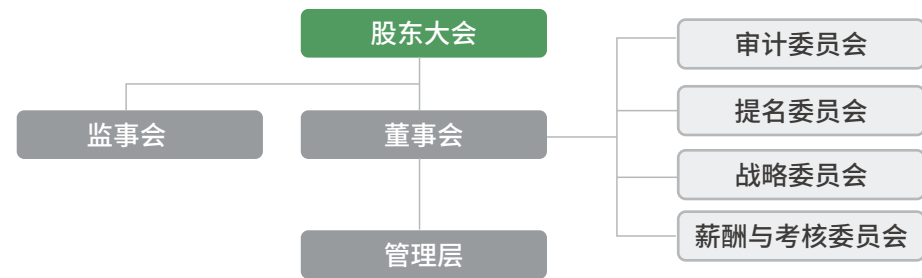 股东大会
监事会
董事会
管理层
审计委员会
提名委员会
战略委员会
薪酬与考核委员会